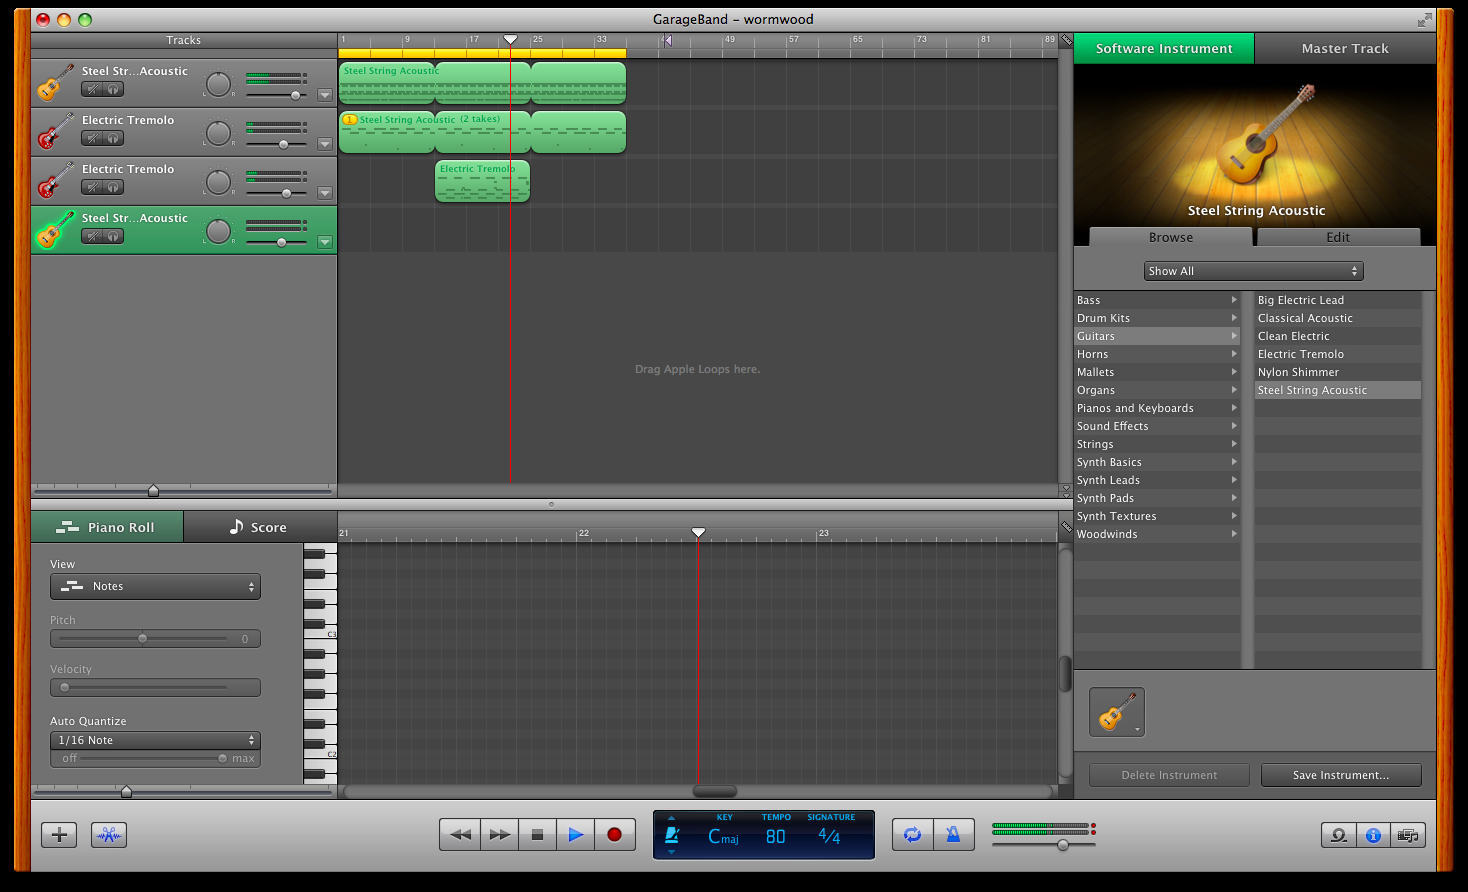 GarageBand – wormwood
Tracks
1 9 17 25 33 49 57 65 73 81 89
Software Instrument
Master Track
Steel Str...Acoustic
L R
Steel String Acoustic
Electric Tremolo
L R
1 Steel String Acoustic (2 takes)
Electric Tremolo
L R
Electric Tremolo
Steel Str...Acoustic
L R
Drag Apple Loops here.
Steel String Acoustic
Browse
Edit
Show All
Bass
Drum Kits
Guitars
Horns
Mallets
Organs
Pianos and Keyboards
Sound Effects
Strings
Synth Basics
Synth Leads
Synth Pads
Synth Textures
Woodwinds
Big Electric Lead
Classical Acoustic
Clean Electric
Electric Tremolo
Nylon Shimmer
Steel String Acoustic
Piano Roll
Score
21 22 23
View
Notes
Pitch
0
Velocity
Auto Quantize
1/16 Note
off max
C3
C2
Delete Instrument
Save Instrument...
KEY TEMPO SIGNATURE
Cmaj 80 4/4